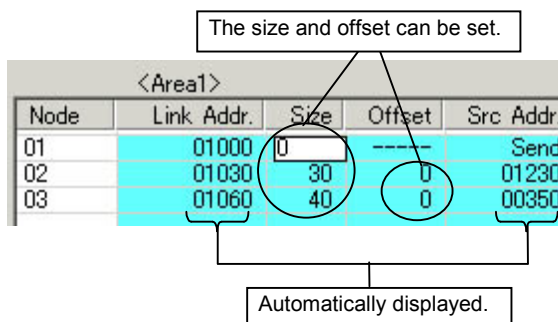 The size and offset can be set.
<Area1>
Node Link Addr. Size Offset Src Addr
01 01000 0 ----- Send
02 01030 30 0 01230
03 01060 40 0 00350
Automatically displayed.